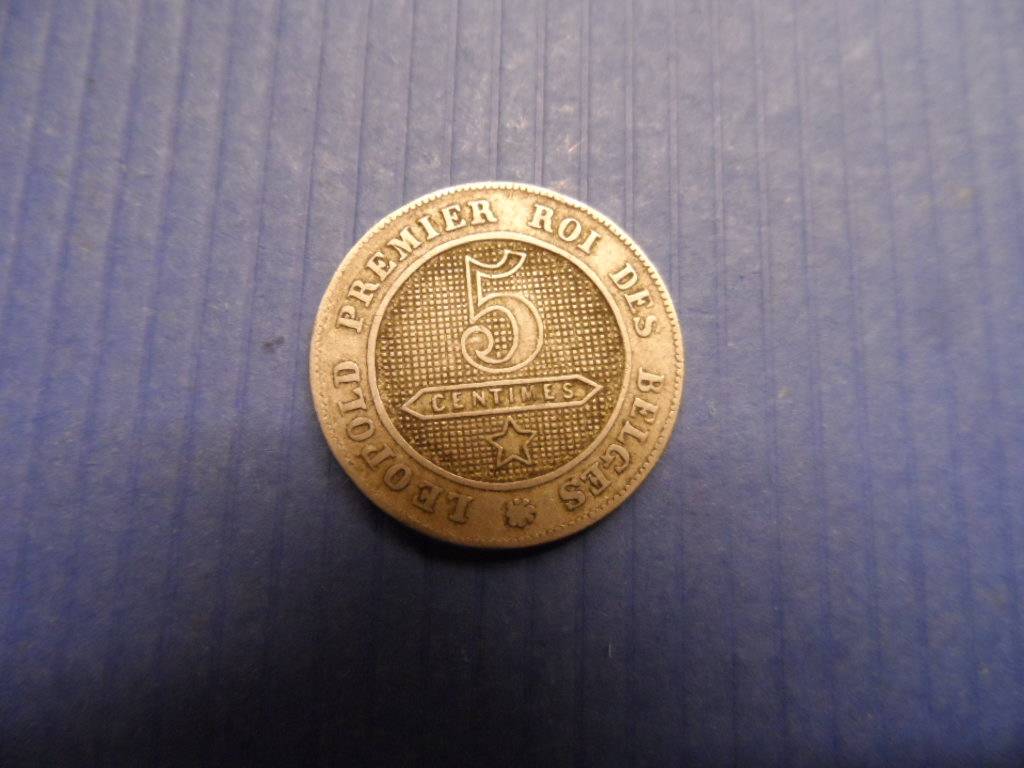 LEOPOLD PREMIER ROI DES BELGES
5
CENTIMES